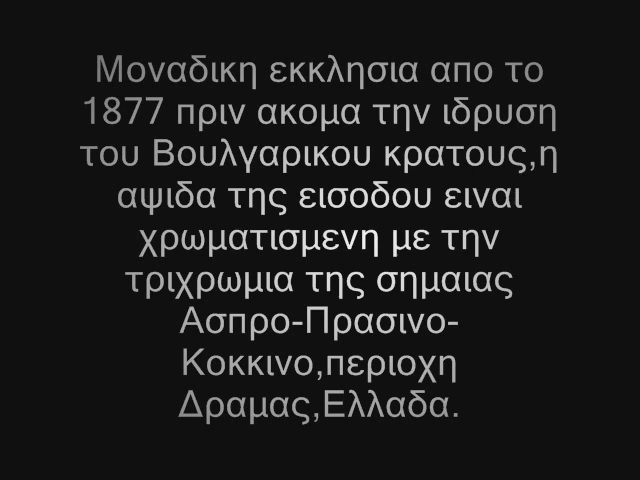 Μοναδικη εκκλησια απο το
1877 πριν ακομα την ιδρυση
του Βουλγαρικου κρατους,η
αψιδα της εισοδου ειναι
χρωματισμενη με την
τριχρωμια της σημαιας
Ασπρο-Πρασινο-
Κοκκινο,περιοχη
Δραμας,Ελλαδα.